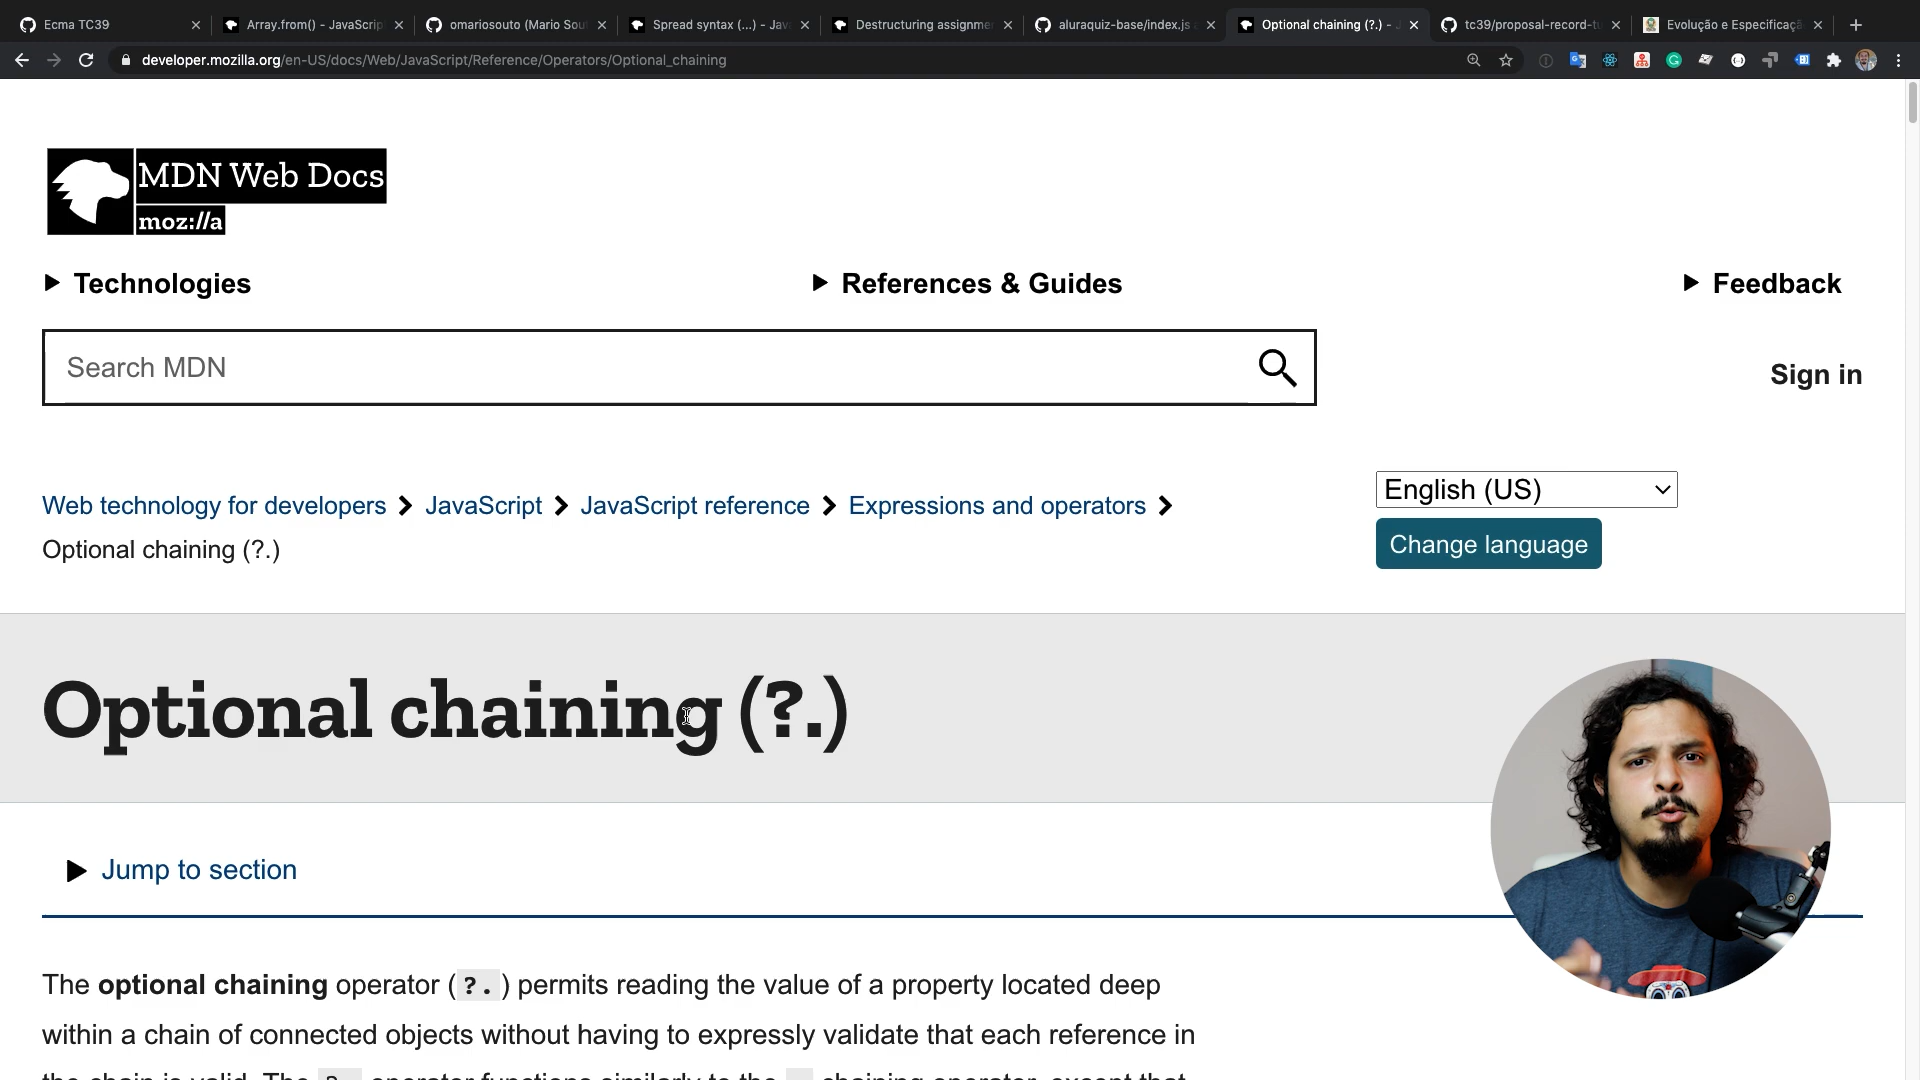 Ecma TC39
Array.from() - JavaScrip
omariosouto (Mario Sou
Spread syntax (...) - Jav
Destructuring assignme
aluraquiz-base/index.js a
Optional chaining (?.) - J
tc39/proposal-record-tu
Evolução e Especificaçã
developer.mozilla.org/en-US/docs/Web/JavaScript/Reference/Operators/Optional_chaining
MDN Web Docs
moz://a
Technologies
References & Guides
Feedback
Search MDN
Sign in
Web technology for developers JavaScript JavaScript reference Expressions and operators
Optional chaining (?.)
English (US)
Change language
Optional chaining (?.)
Jump to section
The optional chaining operator (?.) permits reading the value of a property located deep
within a chain of connected objects without having to expressly validate that each reference in
the chain is valid. The ?. operator functions similarly to the . chaining operator, except that